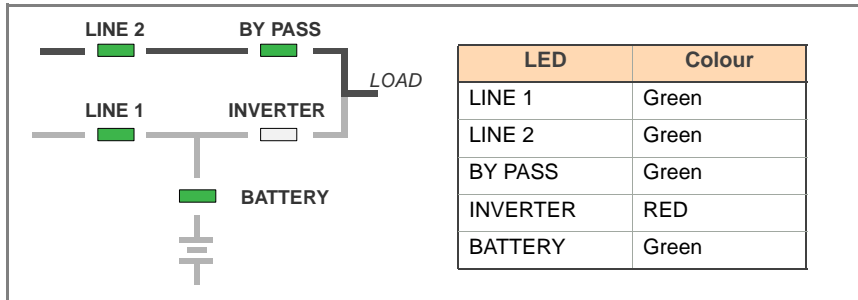 LINE 2 BY PASS
LOAD
LINE 1 INVERTER
BATTERY
LED Colour
LINE 1 Green
LINE 2 Green
BY PASS Green
INVERTER RED
BATTERY Green